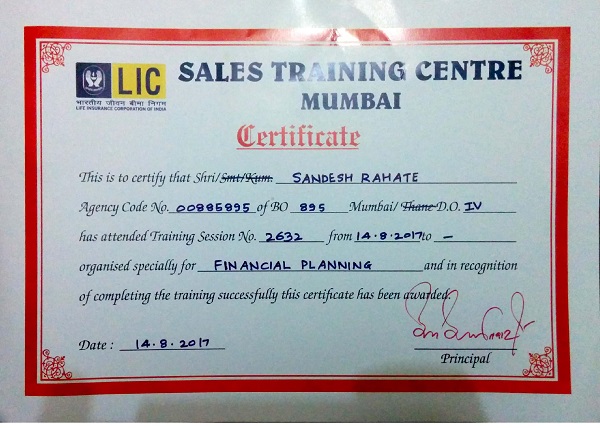 LIC
भारतीय जीवन बीमा निगम
LIFE INSURANCE CORPORATION OF INDIA
SALES TRAINING CENTRE
MUMBAI
Certificate
This is to certify that Shri/Smt/Kum. SANDESH RAHATE
Agency Code No. 00885895 of BO 895 Mumbai/ Thane D.O. IV
has attended Training Session No. 2632 from 14.8.2017 to –
organised specially for FINANCIAL PLANNING and in recognition
of completing the training successfully this certificate has been awarded.
Date : 14.8.2017
Principal